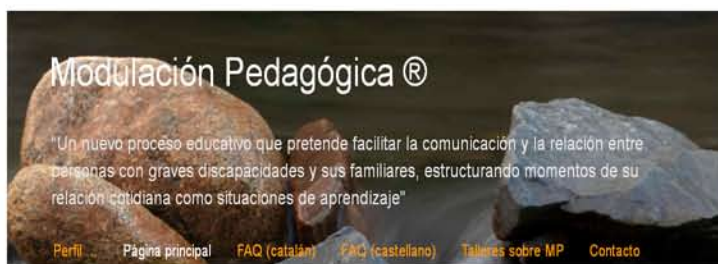 Modulación Pedagógica ®
"Un nuevo proceso educativo que pretende facilitar la comunicación y la relación entre
personas con graves discapacidades y sus familiares, estructurando momentos de su
relación cotidiana como situaciones de aprendizaje"
Perfil Página principal FAQ (catalán) FAQ (castellano) Talleres sobre MP Contacto